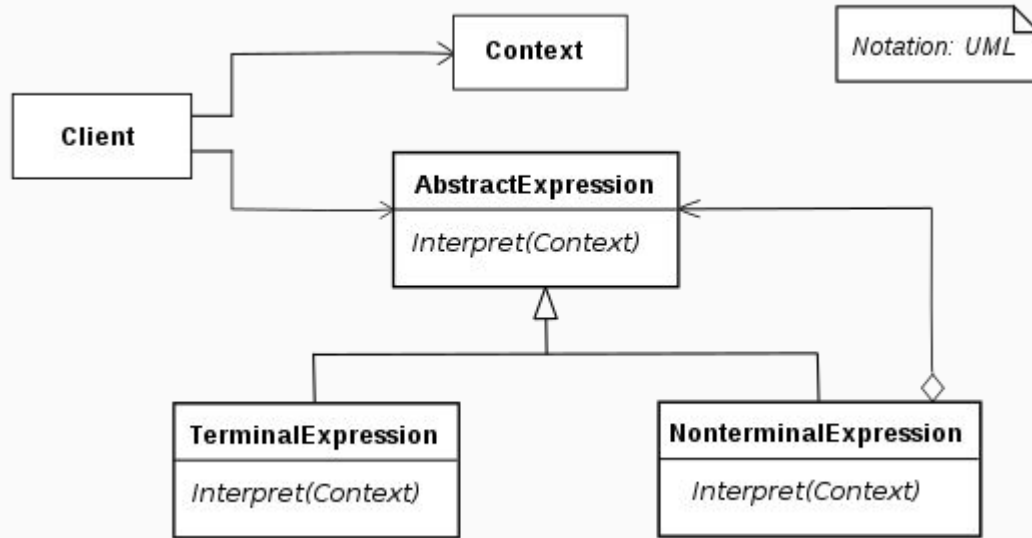 Context
Notation: UML
Client
AbstractExpression
Interpret(Context)
TerminalExpression
Interpret(Context)
NonterminalExpression
Interpret(Context)